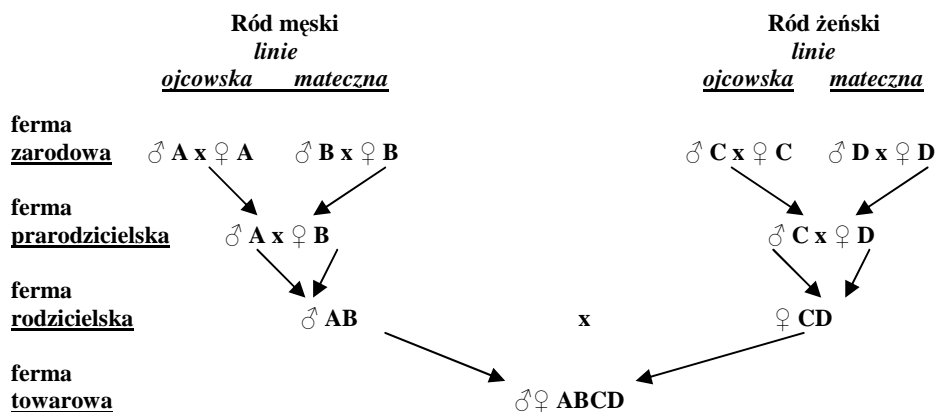 Ród męski Ród żeński
linie linie
ojcowska mateczna ojcowska mateczna
ferma
zarodowa ♂ A x ♀ A ♂ B x ♀ B ♂ C x ♀ C ♂ D x ♀ D
ferma
prarodzicielska ♂ A x ♀ B ♂ C x ♀ D
ferma
rodzicielska ♂ AB x ♀ CD
ferma
towarowa ♂♀ ABCD